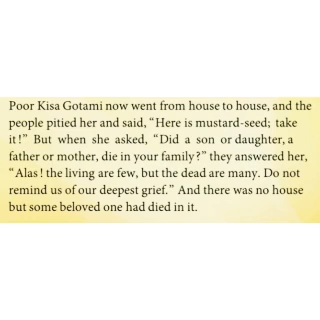 Poor Kisa Gotami now went from house to house, and the
people pitied her and said, “Here is mustard-seed; take
it!” But when she asked, “Did a son or daughter, a
father or mother, die in your family?” they answered her,
“Alas! the living are few, but the dead are many. Do not
remind us of our deepest grief.” And there was no house
but some beloved one had died in it.